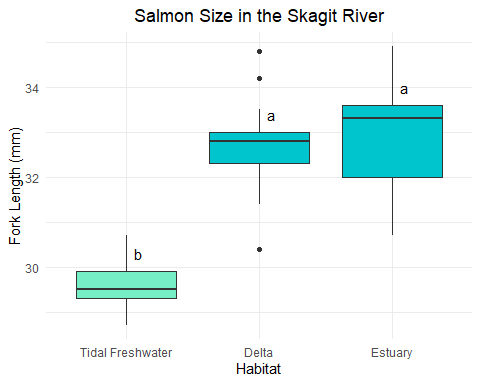 Salmon Size in the Skagit River
Fork Length (mm)
34
32
30
a
a
b
Tidal Freshwater
Delta
Estuary
Habitat